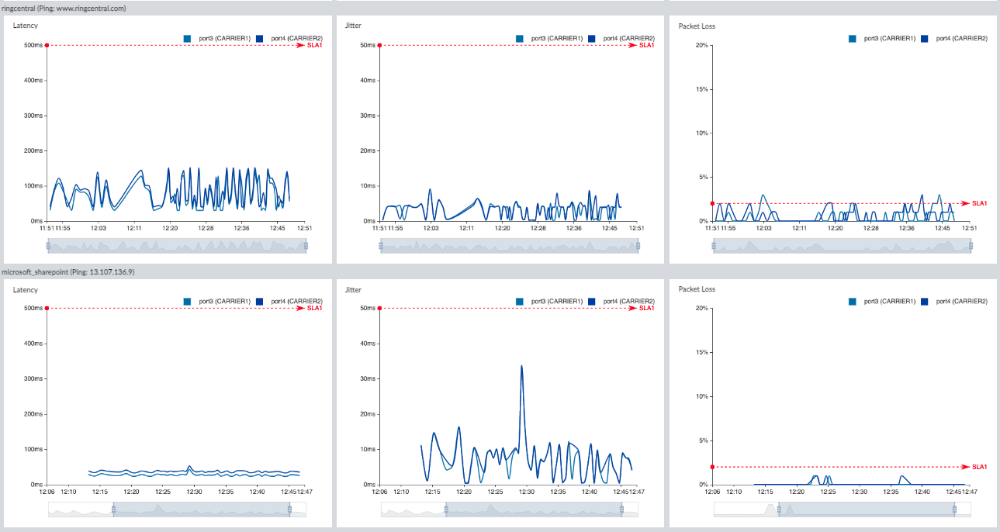 ringcentral (Ping: www.ringcentral.com)
Latency
port3 (CARRIER1) port4 (CARRIER2)
500ms SLA1
400ms
300ms
200ms
100ms
0ms
11:51 11:55 12:03 12:11 12:20 12:28 12:36 12:45 12:51
Jitter
port3 (CARRIER1) port4 (CARRIER2)
50ms SLA1
40ms
30ms
20ms
10ms
0ms
11:51 11:55 12:03 12:11 12:20 12:28 12:36 12:45 12:51
Packet Loss
port3 (CARRIER1) port4 (CARRIER2)
20%
15%
10%
5%
SLA1
0%
11:51 11:55 12:03 12:11 12:20 12:28 12:36 12:45 12:51
microsoft_sharepoint (Ping: 13.107.136.9)
Latency
port3 (CARRIER1) port4 (CARRIER2)
500ms SLA1
400ms
300ms
200ms
100ms
0ms
12:06 12:10 12:15 12:20 12:25 12:30 12:35 12:40 12:45 12:47
Jitter
port3 (CARRIER1) port4 (CARRIER2)
50ms SLA1
40ms
30ms
20ms
10ms
0ms
12:06 12:10 12:15 12:20 12:25 12:30 12:35 12:40 12:45 12:47
Packet Loss
port3 (CARRIER1) port4 (CARRIER2)
20%
15%
10%
5%
SLA1
0%
12:06 12:10 12:15 12:20 12:25 12:30 12:35 12:40 12:45 12:47